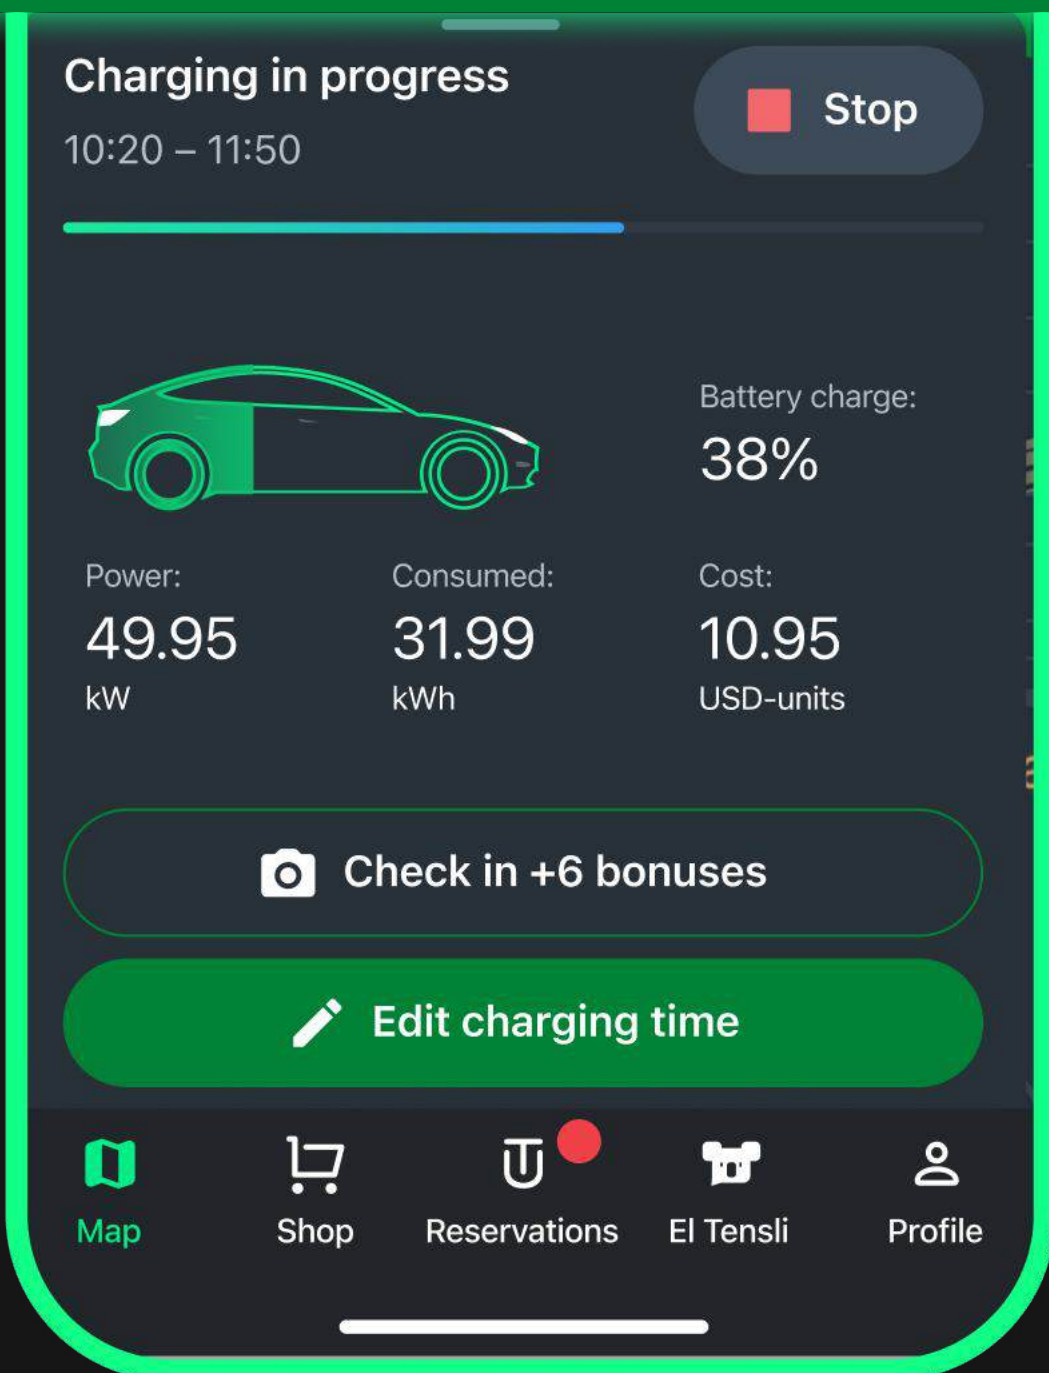 Charging in progress
10:20 – 11:50
Stop
Battery charge:
38%
Power:
49.95
kW
Consumed:
31.99
kWh
Cost:
10.95
USD-units
Check in +6 bonuses
Edit charging time
Map
Shop
Reservations
El Tensli
Profile